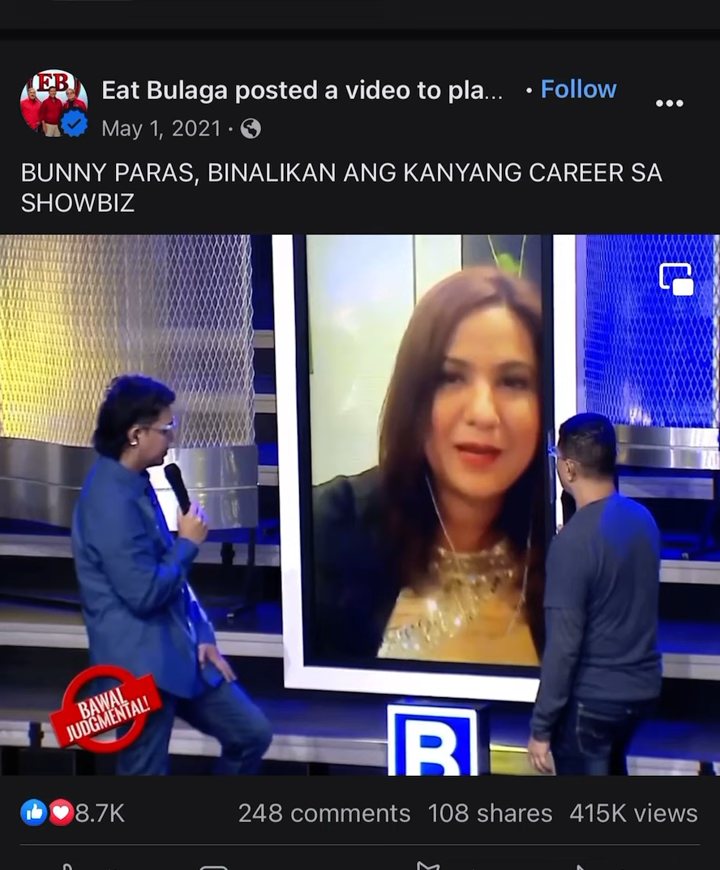 EB
Eat Bulaga posted a video to pla... · Follow
May 1, 2021 ·
BUNNY PARAS, BINALIKAN ANG KANYANG CAREER SA
SHOWBIZ
BAWAL
JUDGMENTAL!
B
8.7K 248 comments 108 shares 415K views